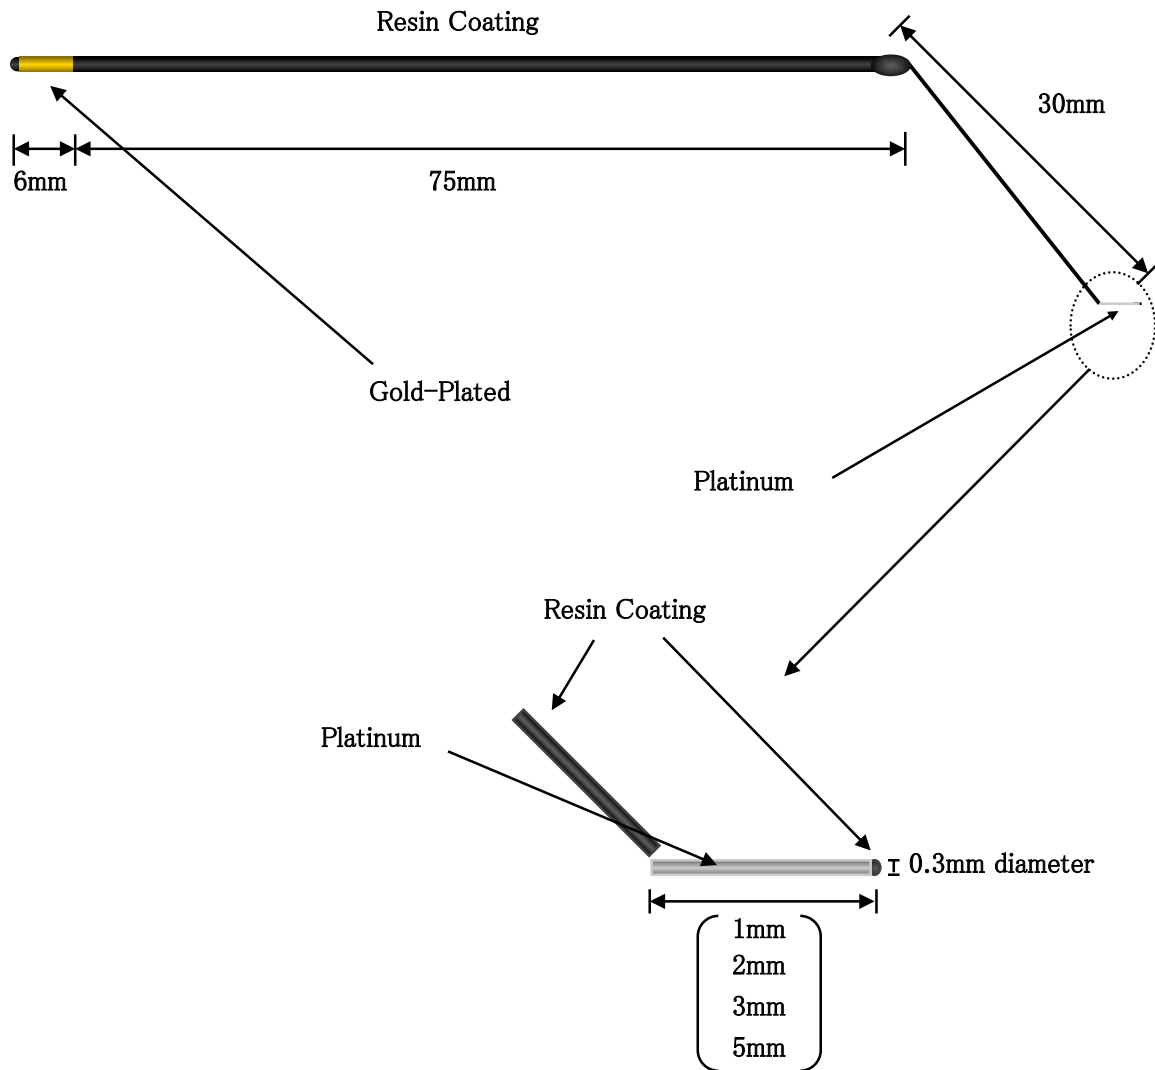 Resin Coating
30mm
6mm
75mm
Gold-Plated
Platinum
Resin Coating
Platinum
0.3mm diameter
1mm
2mm
3mm
5mm